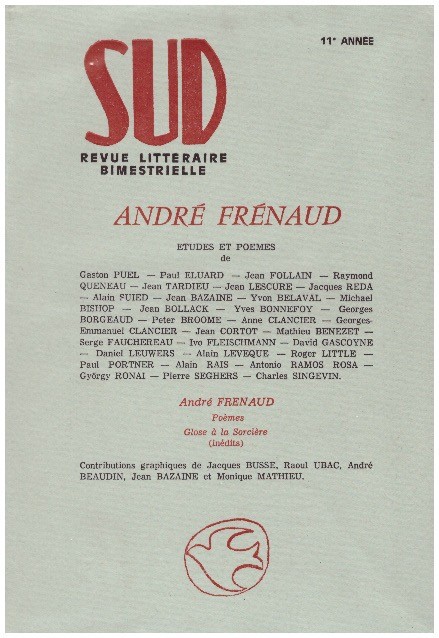 SUD
11e ANNÉE
REVUE LITTÉRAIRE
BIMESTRIELLE
ANDRÉ FRÉNAUD
ETUDES ET POEMES
de
Gaston PUEL — Paul ELUARD — Jean FOLLAIN — Raymond
QUENEAU — Jean TARDIEU — Jean LESCURE — Jacques REDA
— Alain SUIED — Jean BAZAINE — Yvon BELAVAL — Michael
BISHOP — Jean BOLLACK — Yves BONNEFOY — Georges
BORGEAUD — Peter BROOME — Anne CLANCIER — Georges-
Emmanuel CLANCIER — Jean CORTOT — Mathieu BENEZET —
Serge FAUCHEREAU — Ivo FLEISCHMANN — David GASCOYNE
— Daniel LEUWERS — Alain LEVEQUE — Roger LITTLE —
Paul PORTNER — Alain RAIS — Antonio RAMOS ROSA —
György RONAI — Pierre SEGHERS — Charles SINGEVIN.
André FRENAUD
Poèmes
Glose à la Sorcière
(inédits)
Contributions graphiques de Jacques BUSSE, Raoul UBAC, André
BEAUDIN, Jean BAZAINE et Monique MATHIEU.